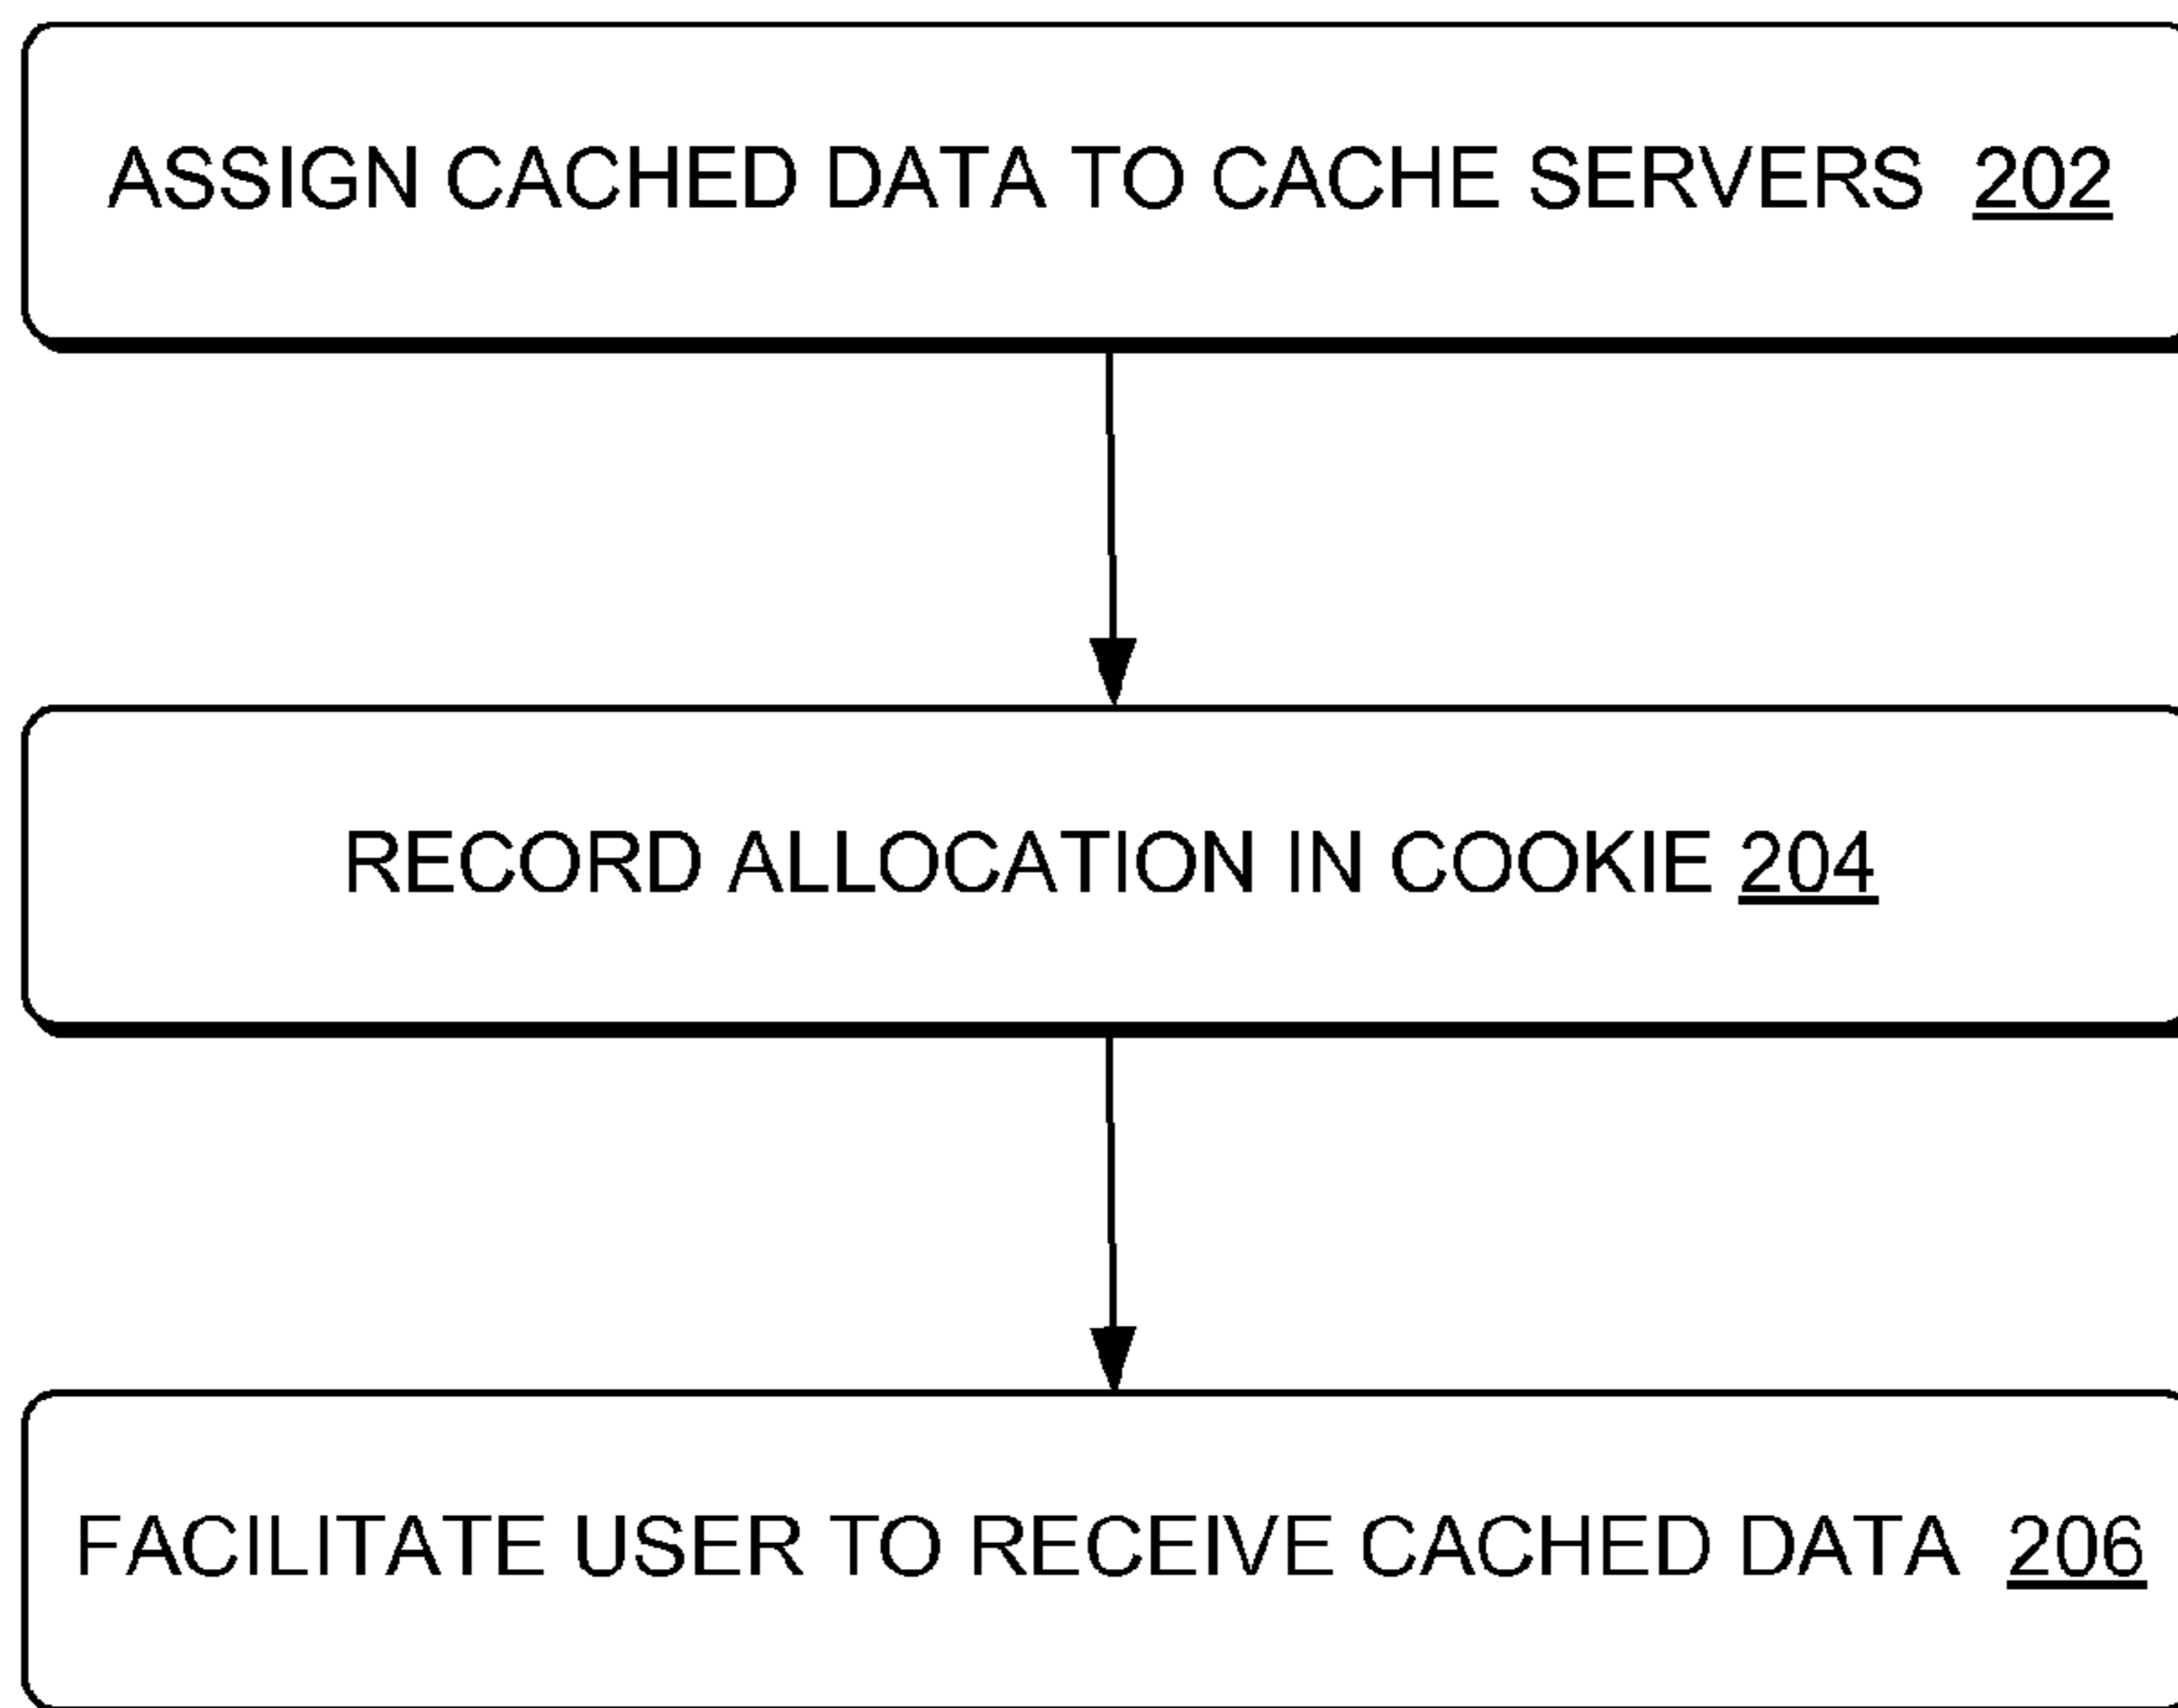 ASSIGN CACHED DATA TO CACHE SERVERS 202
RECORD ALLOCATION IN COOKIE 204
FACILITATE USER TO RECEIVE CACHED DATA 206